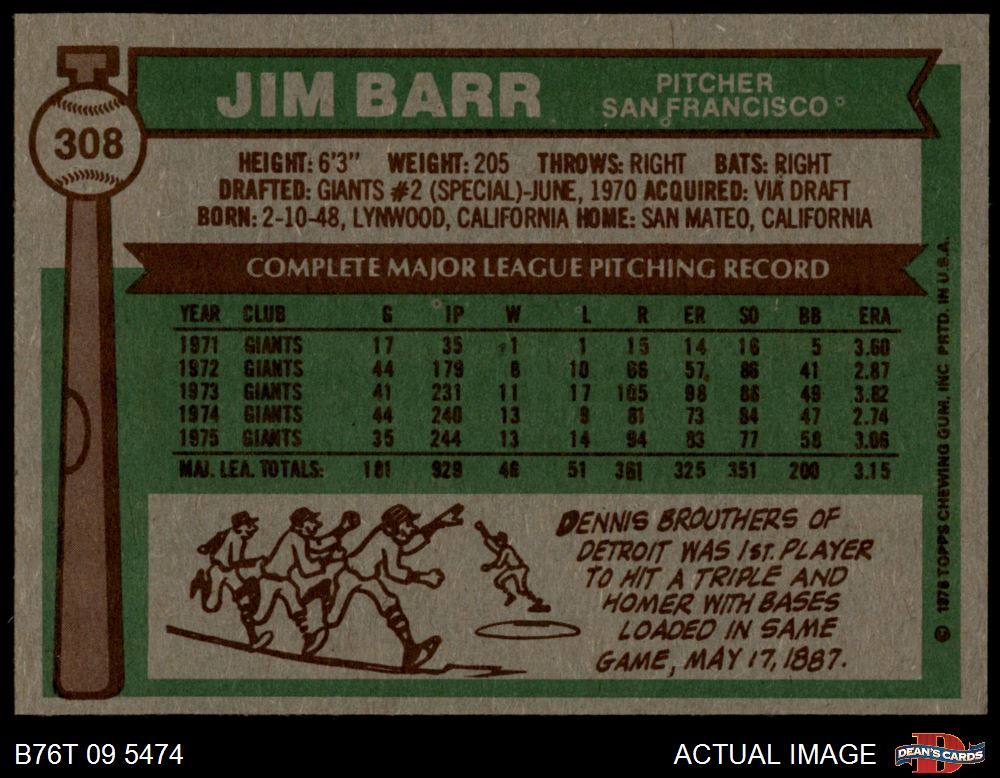 JIM BARR
PITCHER
SAN FRANCISCO
308
HEIGHT: 6'3" WEIGHT: 205 THROWS: RIGHT BATS: RIGHT
DRAFTED: GIANTS #2 (SPECIAL)-JUNE, 1970 ACQUIRED: VIA DRAFT
BORN: 2-10-48, LYNWOOD, CALIFORNIA HOME: SAN MATEO, CALIFORNIA
COMPLETE MAJOR LEAGUE PITCHING RECORD
YEAR CLUB G IP W L R ER SO BB ERA
1971 GIANTS 17 35 1 1 15 14 16 5 3.60
1972 GIANTS 44 179 8 10 66 57 86 41 2.87
1973 GIANTS 41 231 11 17 105 98 88 49 3.82
1974 GIANTS 44 240 13 9 81 73 84 47 2.74
1975 GIANTS 35 244 13 14 94 83 77 58 3.06
MAJ. LEA. TOTALS: 181 929 46 51 361 325 351 200 3.15
DENNIS BROUTHERS OF
DETROIT WAS 1ST. PLAYER
TO HIT A TRIPLE AND
HOMER WITH BASES
LOADED IN SAME
GAME, MAY 17, 1887.
© 1976 TOPPS CHEWING GUM, INC PRTD. IN U.S.A.
B76T 09 5474
ACTUAL IMAGE
DEAN'S CARDS